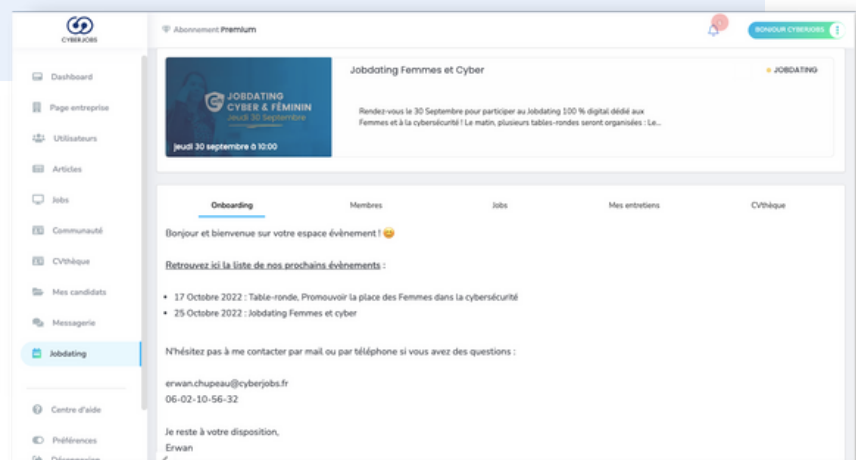 CYBERJOBS
Abonnement Premium
BONJOUR CYBERJOBS
Dashboard
Page entreprise
Utilisateurs
Articles
Jobs
Communauté
CVthèque
Mes candidats
Messagerie
Jobdating
Centre d'aide
Préférences
Déconnexion
JOBDATING
CYBER & FÉMININ
Jeudi 30 Septembre
jeudi 30 septembre à 10:00
Jobdating Femmes et Cyber
JOBDATING
Rendez-vous le 30 Septembre pour participer au Jobdating 100 % digital dédié aux
Femmes et à la cybersécurité ! Le matin, plusieurs tables-rondes seront organisées : Le...
Onboarding
Membres
Jobs
Mes entretiens
CVthèque
Bonjour et bienvenue sur votre espace évènement ! 😄
Retrouvez ici la liste de nos prochains évènements :
• 17 Octobre 2022 : Table-ronde, Promouvoir la place des Femmes dans la cybersécurité
• 25 Octobre 2022 : Jobdating Femmes et cyber
N'hésitez pas à me contacter par mail ou par téléphone si vous avez des questions :
erwan.chupeau@cyberjobs.fr
06-02-10-56-32
Je reste à votre disposition,
Erwan